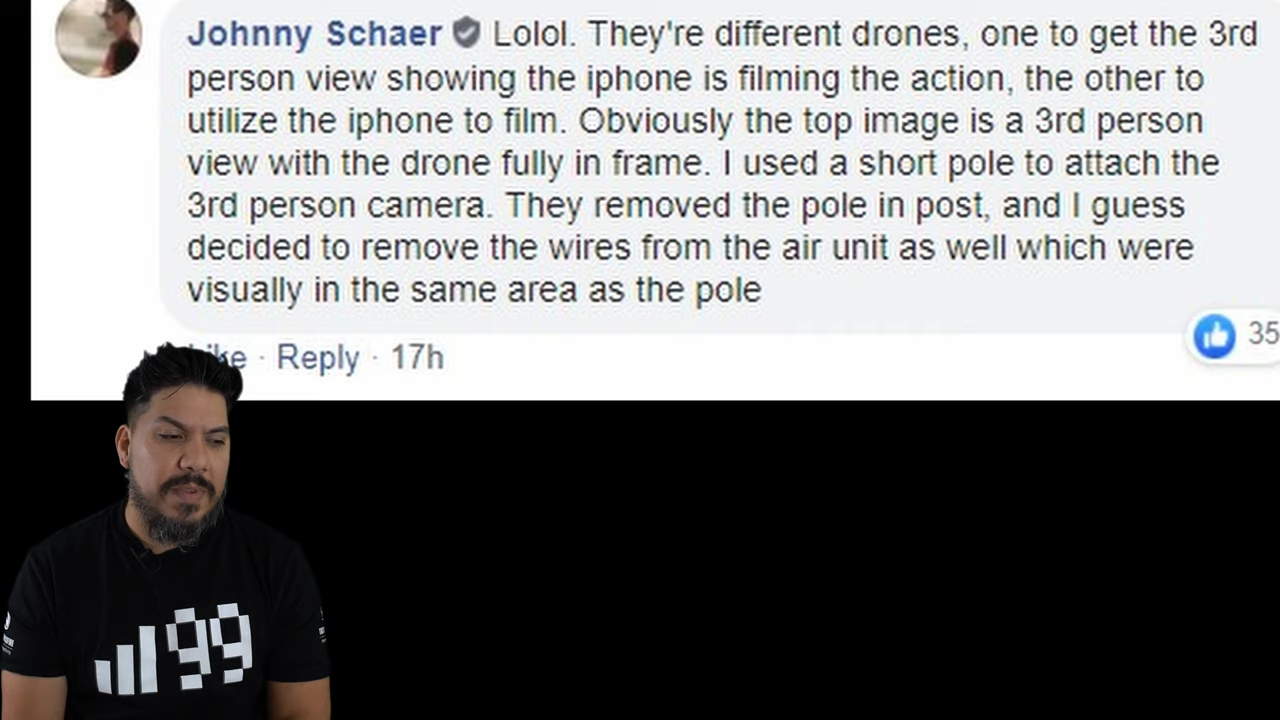 Johnny Schaer Lolol. They're different drones, one to get the 3rd
person view showing the iphone is filming the action, the other to
utilize the iphone to film. Obviously the top image is a 3rd person
view with the drone fully in frame. I used a short pole to attach the
3rd person camera. They removed the pole in post, and I guess
decided to remove the wires from the air unit as well which were
visually in the same area as the pole
35
ke · Reply · 17h
99